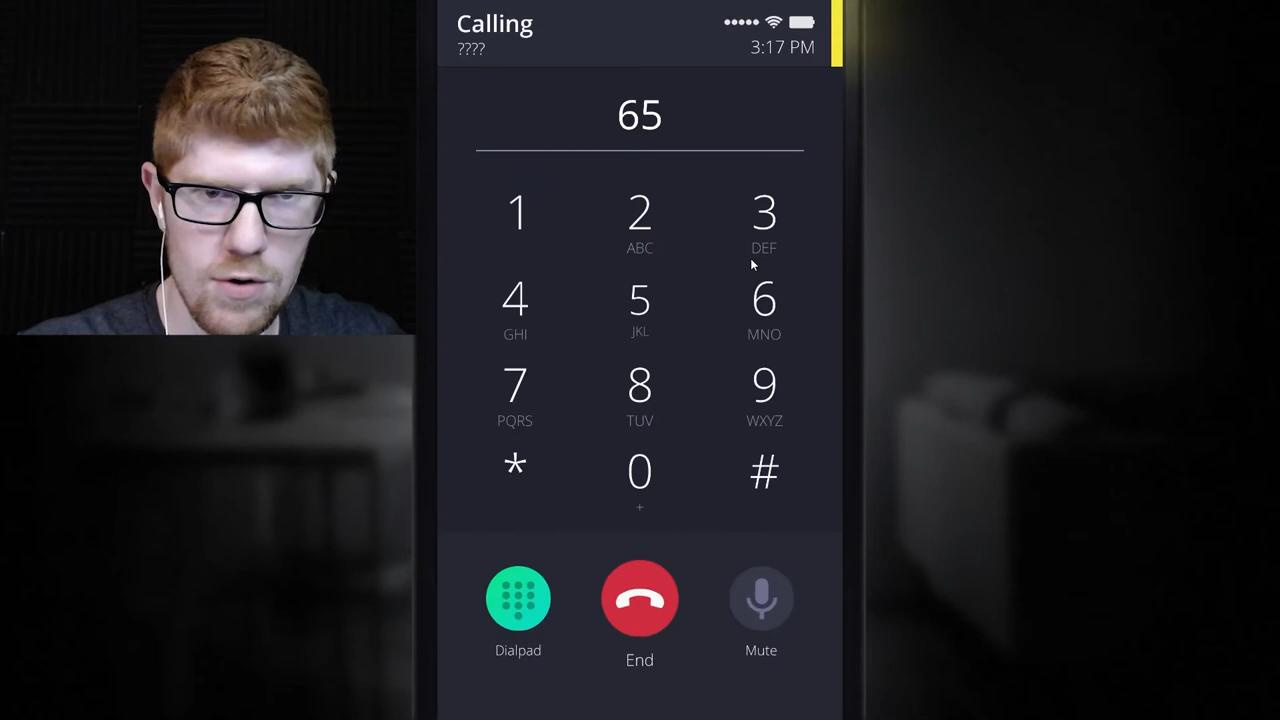 Calling
????
3:17 PM
65
1
2
ABC
3
DEF
4
GHI
5
JKL
6
MNO
7
PQRS
8
TUV
9
WXYZ
*
0
+
#
Dialpad
End
Mute